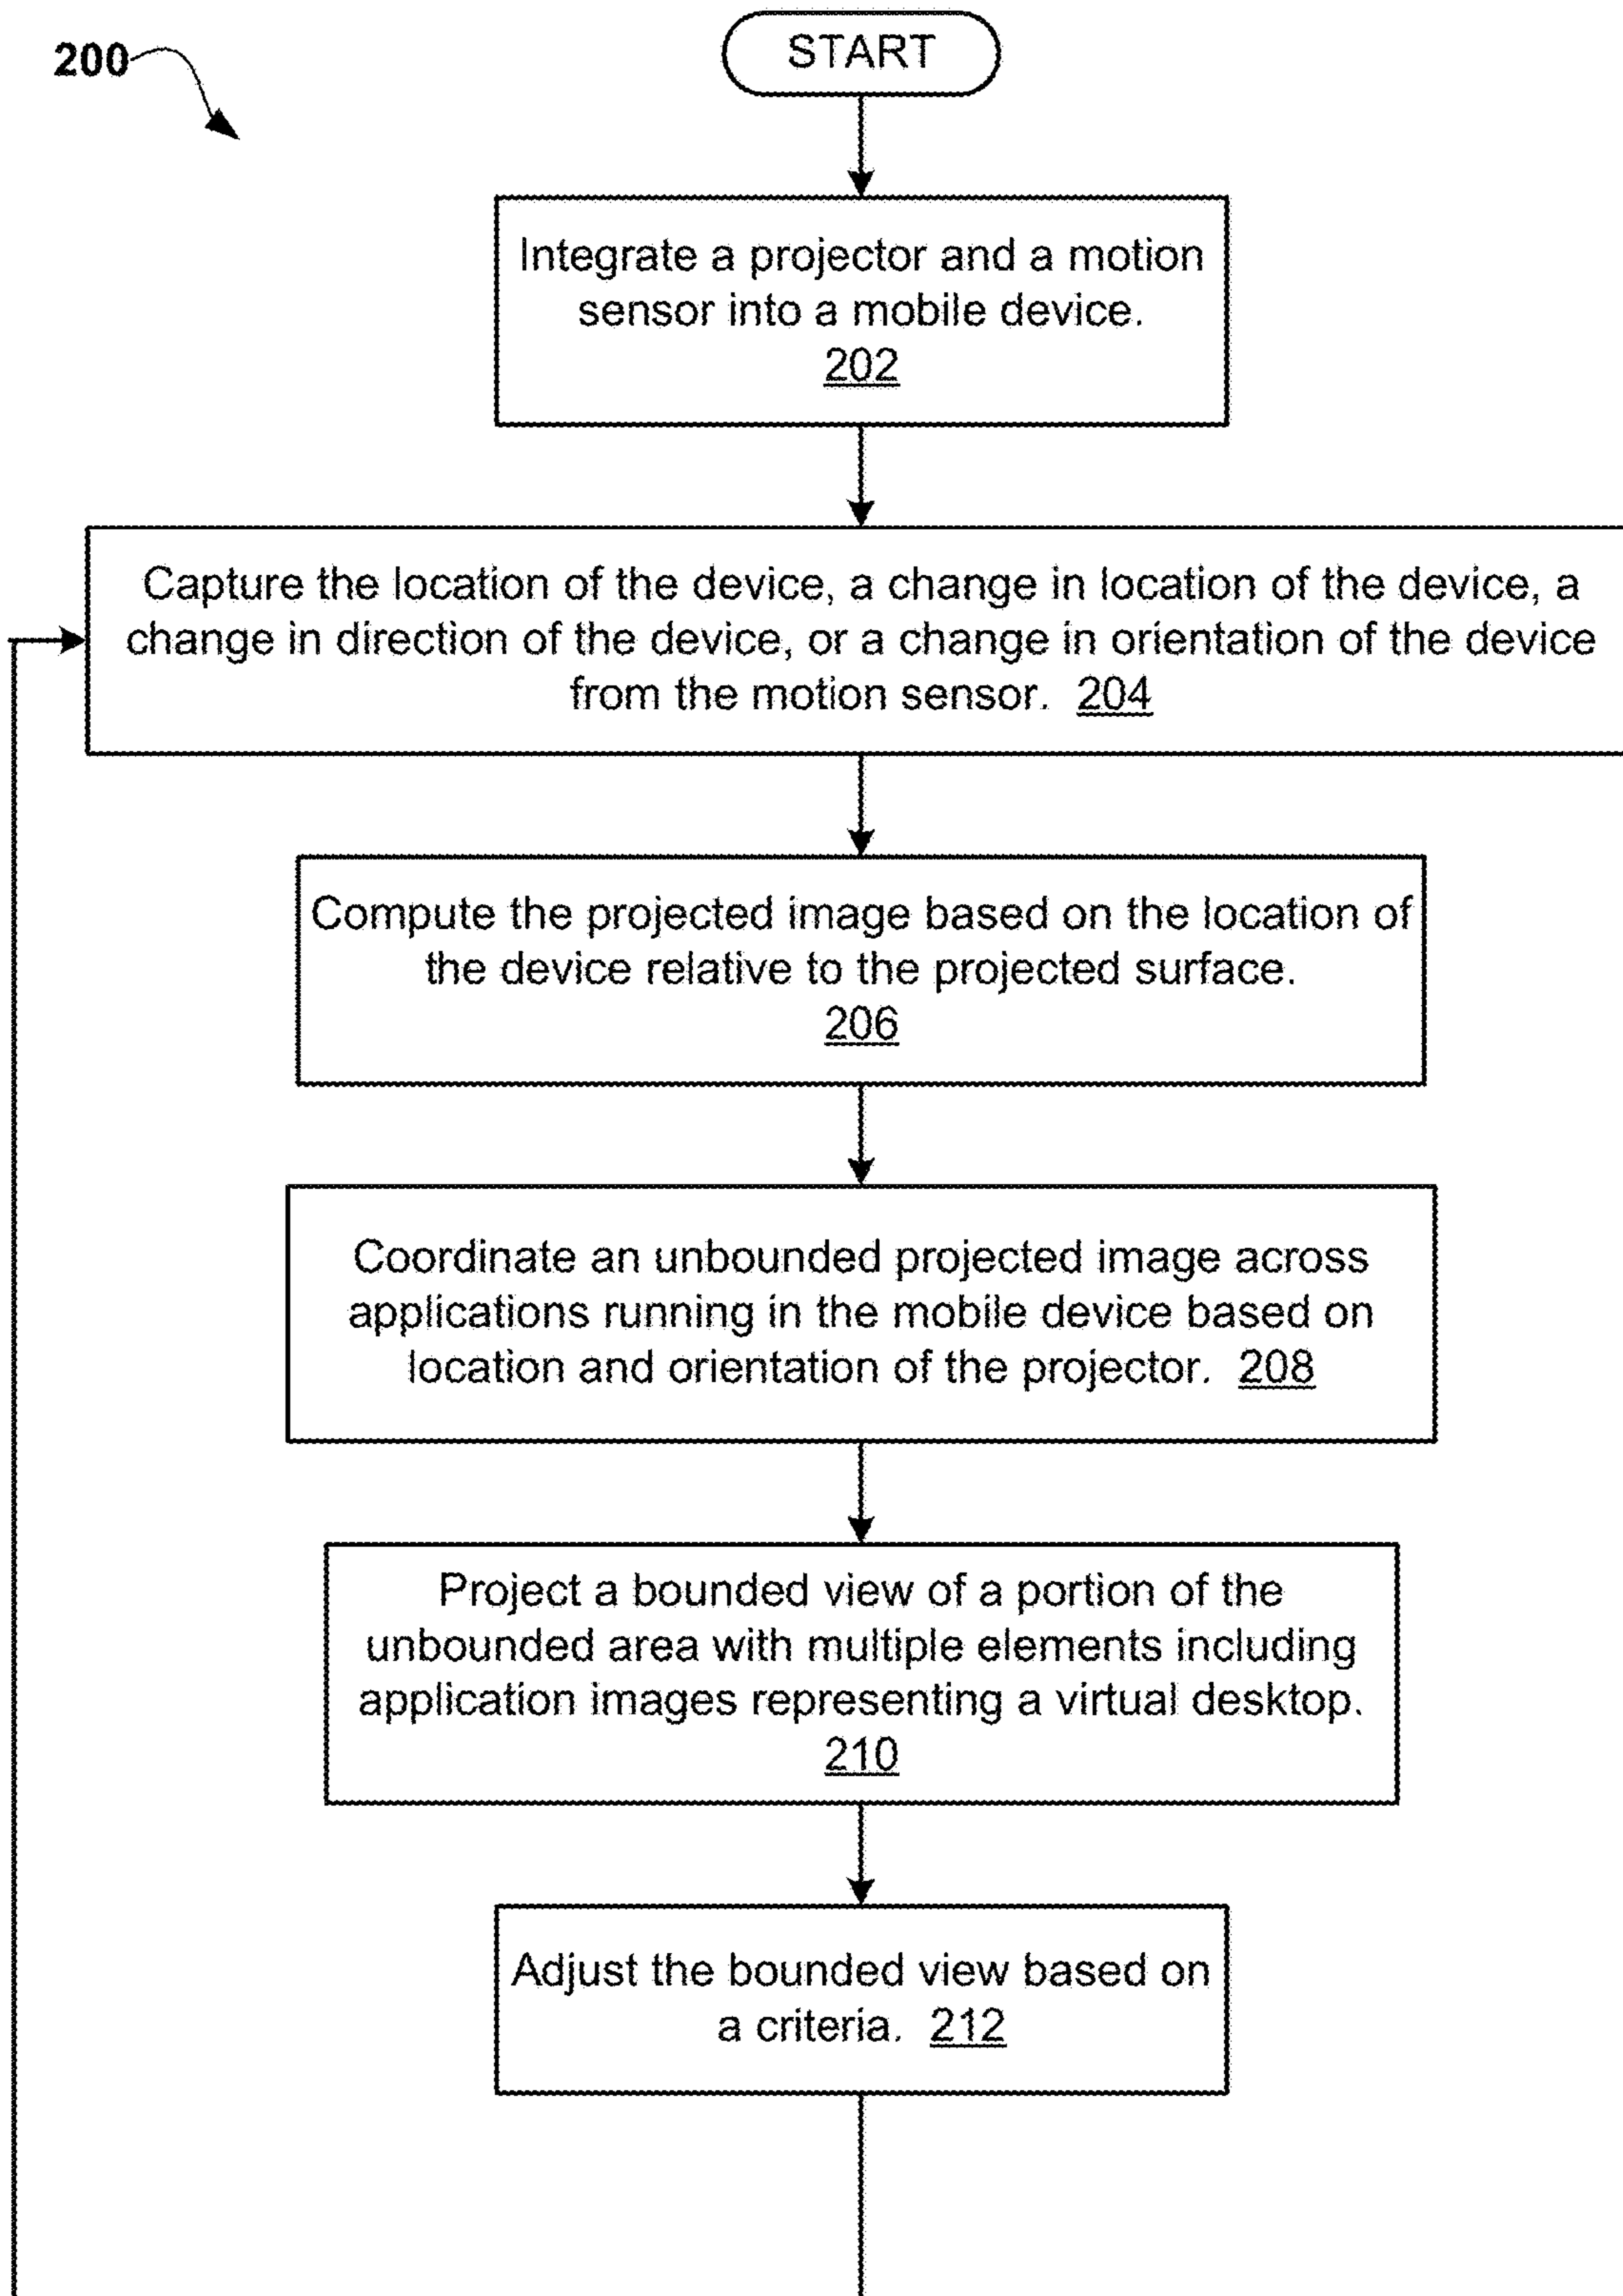 200
START
Integrate a projector and a motion
sensor into a mobile device.
202
Capture the location of the device, a change in location of the device, a
change in direction of the device, or a change in orientation of the device
from the motion sensor. 204
Compute the projected image based on the location of
the device relative to the projected surface.
206
Coordinate an unbounded projected image across
applications running in the mobile device based on
location and orientation of the projector. 208
Project a bounded view of a portion of the
unbounded area with multiple elements including
application images representing a virtual desktop.
210
Adjust the bounded view based on
a criteria. 212